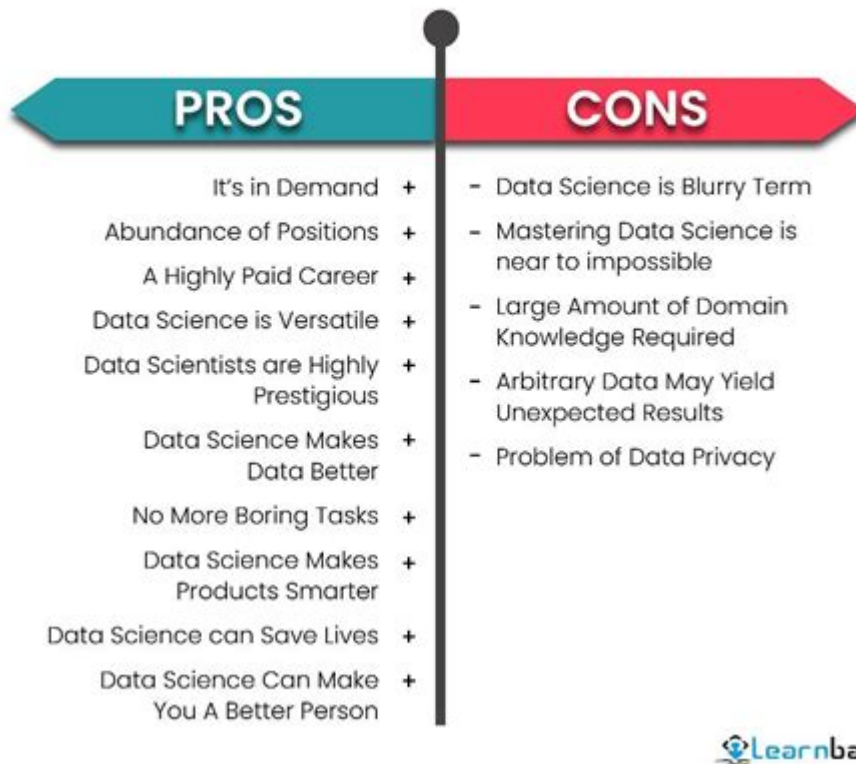 PROS
It's in Demand +
Abundance of Positions +
A Highly Paid Career +
Data Science is Versatile +
Data Scientists are Highly +
Prestigious
Data Science Makes +
Data Better
No More Boring Tasks +
Data Science Makes +
Products Smarter
Data Science can Save Lives +
Data Science Can Make +
You A Better Person
CONS
- Data Science is Blurry Term
- Mastering Data Science is
near to impossible
- Large Amount of Domain
Knowledge Required
- Arbitrary Data May Yield
Unexpected Results
- Problem of Data Privacy
Learnba